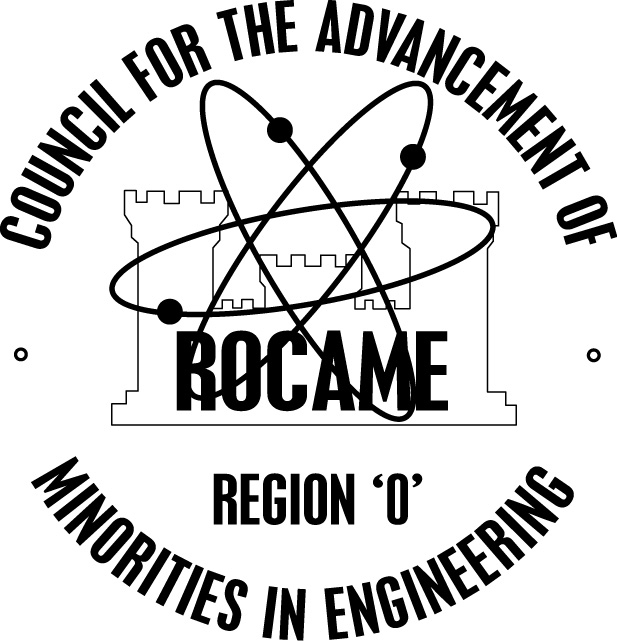 COUNCIL FOR THE ADVANCEMENT OF
ROCAME
REGION ‘O’
MINORITIES IN ENGINEERING